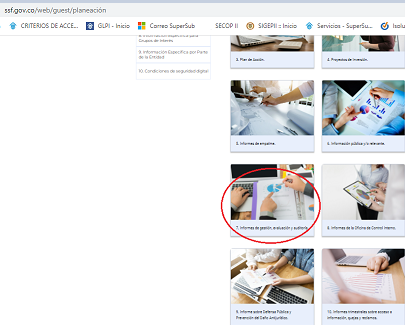 ssf.gov.co/web/guest/planeación
CRITERIOS DE ACCE...
GLPI - Inicio
Correo SuperSub
SECOP II
SIGEPII :: Inicio
Servicios - SuperSu...
Isoluc
8. Información específica para
Grupos de Interés
9. Información Específica por Parte
de la Entidad
10. Condiciones de seguridad digital
3. Plan de Acción.
4. Proyectos de Inversión.
5. Informes de empalme.
6. Información pública y/o relevante.
7. Informes de gestión, evaluación y auditoría.
8. Informes de la Oficina de Control Interno.
9. Informe sobre Defensa Pública y
Prevención del Daño Antijurídico.
10. Informes trimestrales sobre acceso a
información, quejas y reclamos.